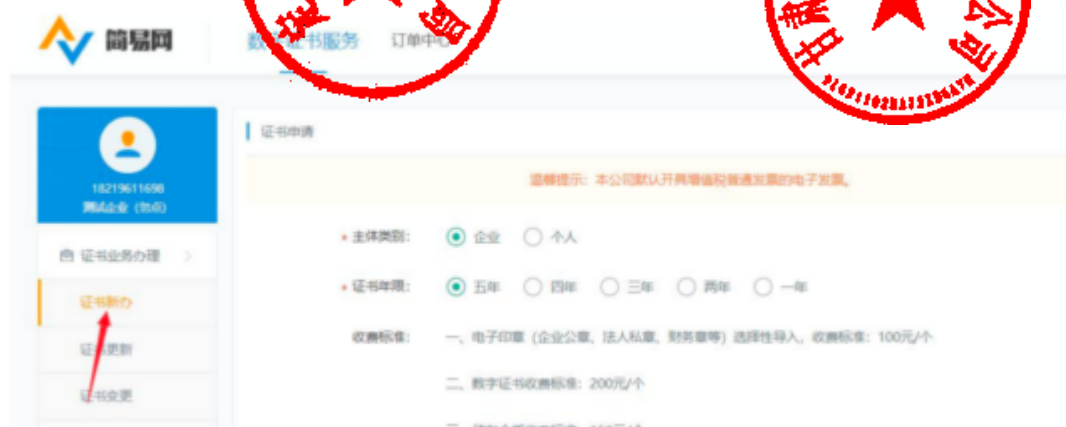 简易网
数字证书服务 订单中心
甘肃 公司
证书申请
18219611698
测试企业（勿点）
温馨提示：本公司默认开具增值税普通发票的电子发票。
* 主体类别： 企业 个人
证书业务办理 >
* 证书年限： 五年 四年 三年 两年 一年
证书新办
收费标准： 一、电子印章（企业公章、法人私章、财务章等）选择性导入，收费标准：100元/个
证书更新
二、数字证书收费标准：200元/个
证书变更